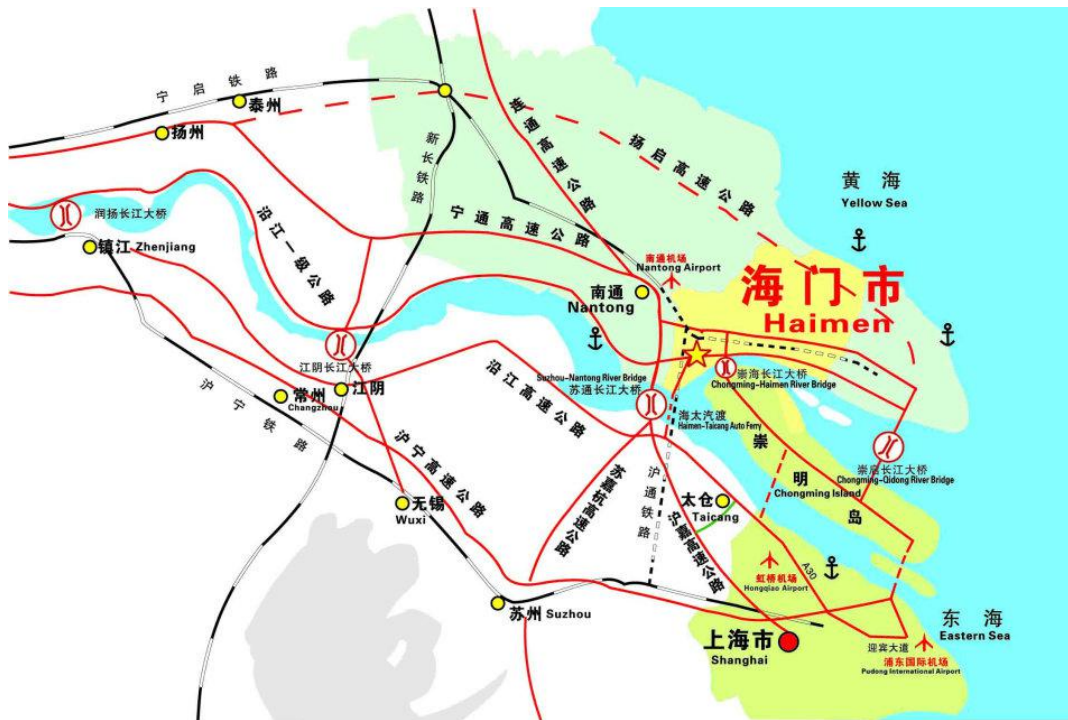 宁启铁路
泰州
扬州
新长铁路
连通高速公路
扬启高速公路
黄海
Yellow Sea
润扬长江大桥
镇江 Zhenjiang
沿江一级公路
宁通高速公路
南通机场
Nantong Airport
海门市
Haimen
南通
Nantong
江阴长江大桥
江阴
常州
Changzhou
沪宁铁路
沿江高速公路
Suzhou-Nantong River Bridge
苏通长江大桥
崇海长江大桥
Chongming-Haimen River Bridge
海太汽渡
Haimen-Taicang Auto Ferry
崇启长江大桥
Chongming-Qidong River Bridge
崇明岛
Chongming Island
沪宁高速公路
苏嘉杭高速公路
沪通铁路
沪嘉高速公路
太仓
Taicang
无锡
Wuxi
A30
虹桥机场
Hongqiao Airport
苏州 Suzhou
上海市
Shanghai
迎宾大道
浦东国际机场
Pudong International Airport
东海
Eastern Sea